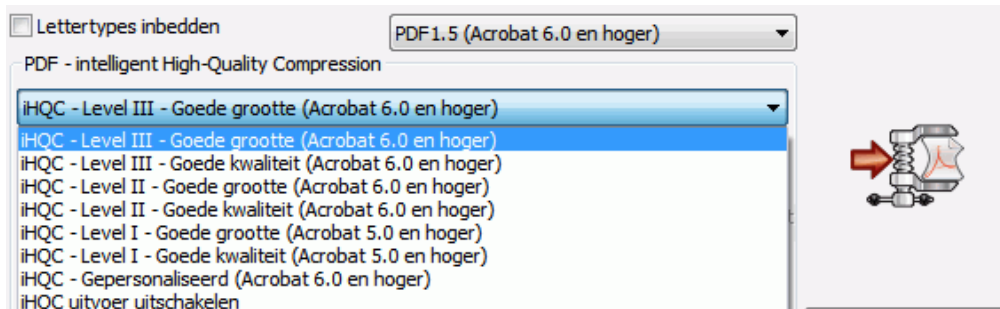 Lettertypes inbedden
PDF1.5 (Acrobat 6.0 en hoger)
PDF - intelligent High-Quality Compression
iHQC - Level III - Goede grootte (Acrobat 6.0 en hoger)
iHQC - Level III - Goede grootte (Acrobat 6.0 en hoger)
iHQC - Level III - Goede kwaliteit (Acrobat 6.0 en hoger)
iHQC - Level II - Goede grootte (Acrobat 6.0 en hoger)
iHQC - Level II - Goede kwaliteit (Acrobat 6.0 en hoger)
iHQC - Level I - Goede grootte (Acrobat 5.0 en hoger)
iHQC - Level I - Goede kwaliteit (Acrobat 5.0 en hoger)
iHQC - Gepersonaliseerd (Acrobat 6.0 en hoger)
iHQC uitvoer uitschakelen